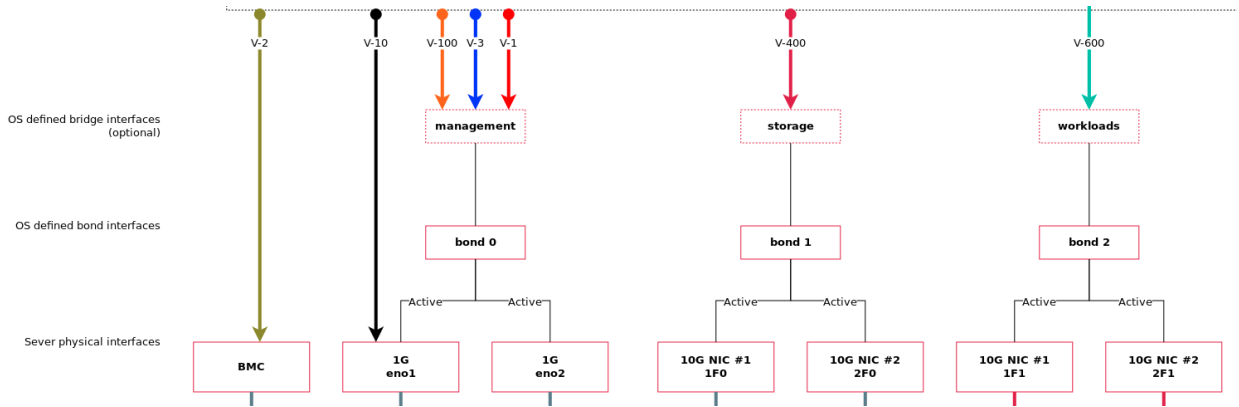 V-2
V-10
V-100
V-3
V-1
V-400
V-600
OS defined bridge interfaces
(optional)
management
storage
workloads
OS defined bond interfaces
bond 0
bond 1
bond 2
Active
Active
Active
Active
Active
Active
Sever physical interfaces
BMC
1G
eno1
1G
eno2
10G NIC #1
1F0
10G NIC #2
2F0
10G NIC #1
1F1
10G NIC #2
2F1